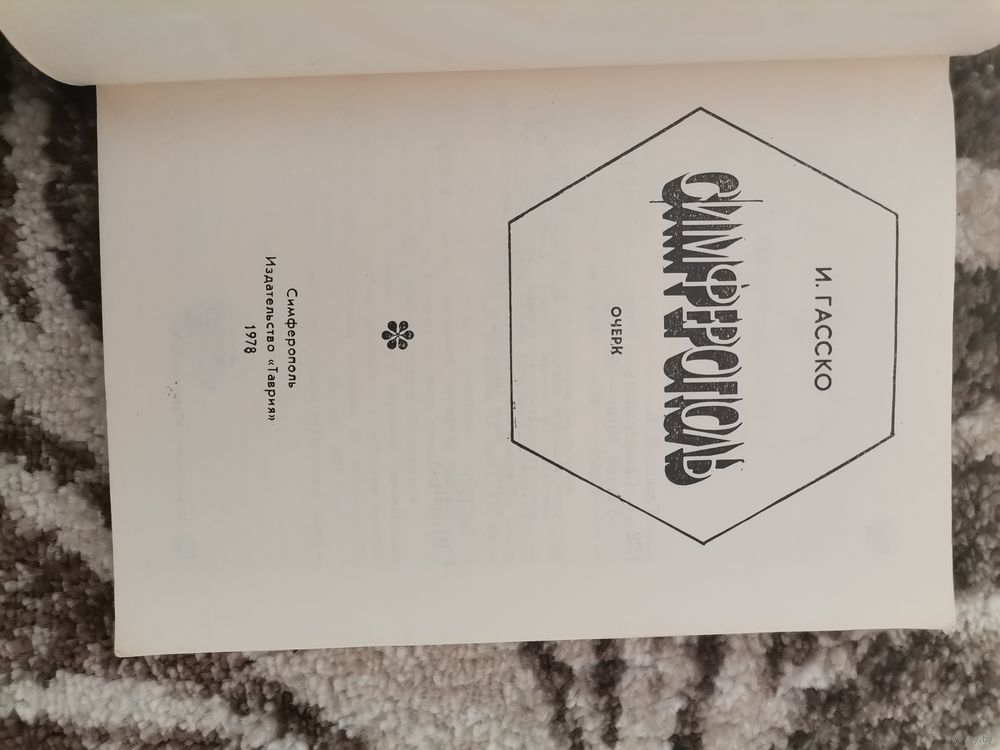 И. ГАССКО
СИМФЕРОПОЛЬ
ОЧЕРК
Симферополь
Издательство «Таврия»
1978